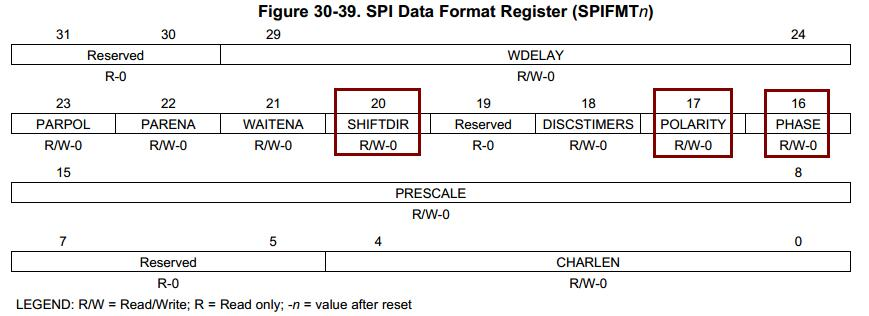 Figure 30-39. SPI Data Format Register (SPIFMTn)
31 30 29 24
Reserved WDELAY
R-0 R/W-0
23 22 21 20 19 18 17 16
PARPOL PARENA WAITENA SHIFTDIR Reserved DISCSTIMERS POLARITY PHASE
R/W-0 R/W-0 R/W-0 R/W-0 R-0 R/W-0 R/W-0 R/W-0
15 8
PRESCALE
R/W-0
7 5 4 0
Reserved CHARLEN
R-0 R/W-0
LEGEND: R/W = Read/Write; R = Read only; -n = value after reset